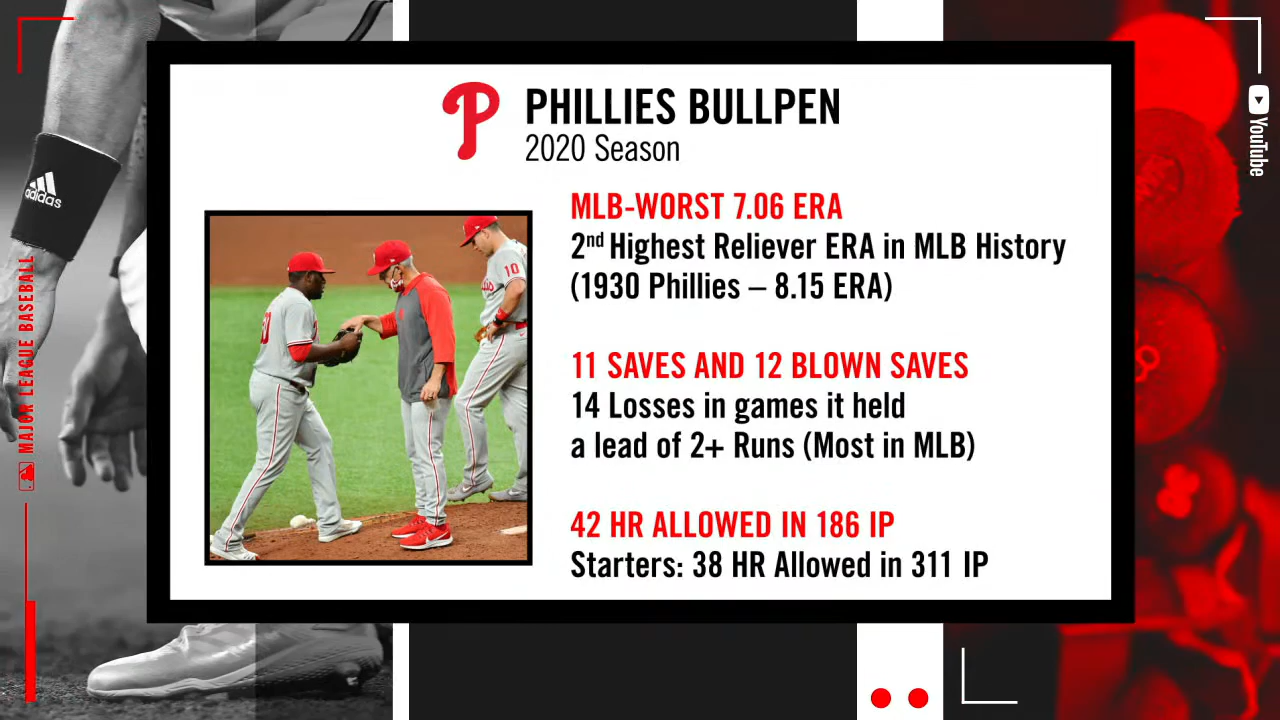 PHILLIES BULLPEN
2020 Season
MLB-WORST 7.06 ERA
2nd Highest Reliever ERA in MLB History
(1930 Phillies – 8.15 ERA)
11 SAVES AND 12 BLOWN SAVES
14 Losses in games it held
a lead of 2+ Runs (Most in MLB)
42 HR ALLOWED IN 186 IP
Starters: 38 HR Allowed in 311 IP
adidas
MAJOR LEAGUE BASEBALL
YouTube
P
10